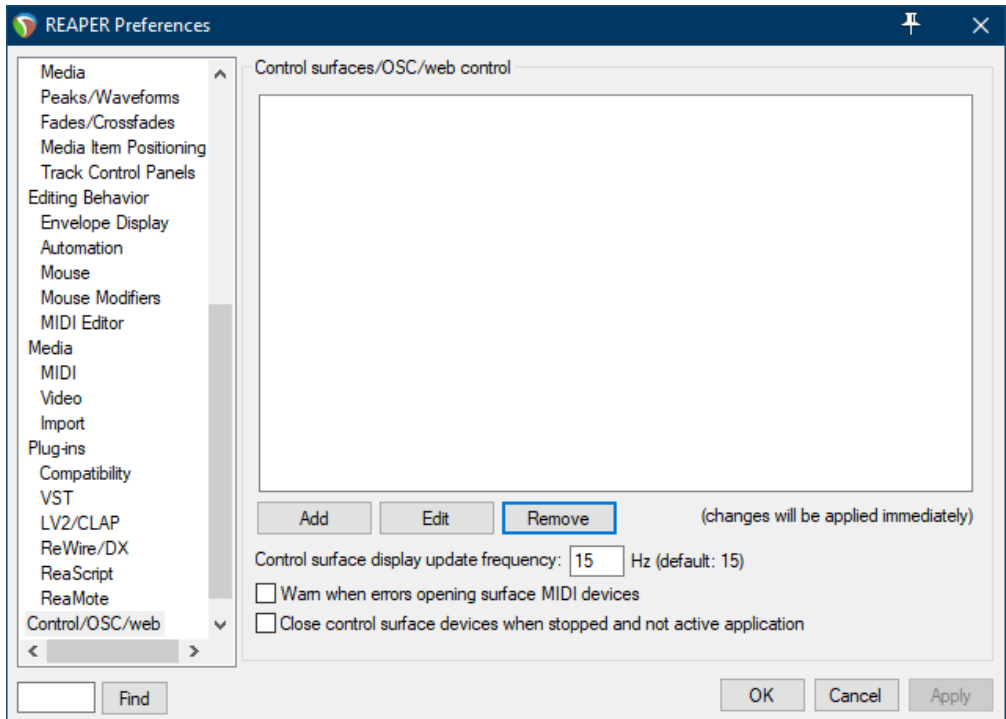 REAPER Preferences
Media
Peaks/Waveforms
Fades/Crossfades
Media Item Positioning
Track Control Panels
Editing Behavior
Envelope Display
Automation
Mouse
Mouse Modifiers
MIDI Editor
Media
MIDI
Video
Import
Plug-ins
Compatibility
VST
LV2/CLAP
ReWire/DX
ReaScript
ReaMote
Control/OSC/web
Find
Control surfaces/OSC/web control
Add Edit Remove (changes will be applied immediately)
Control surface display update frequency: 15 Hz (default: 15)
Warn when errors opening surface MIDI devices
Close control surface devices when stopped and not active application
OK Cancel Apply